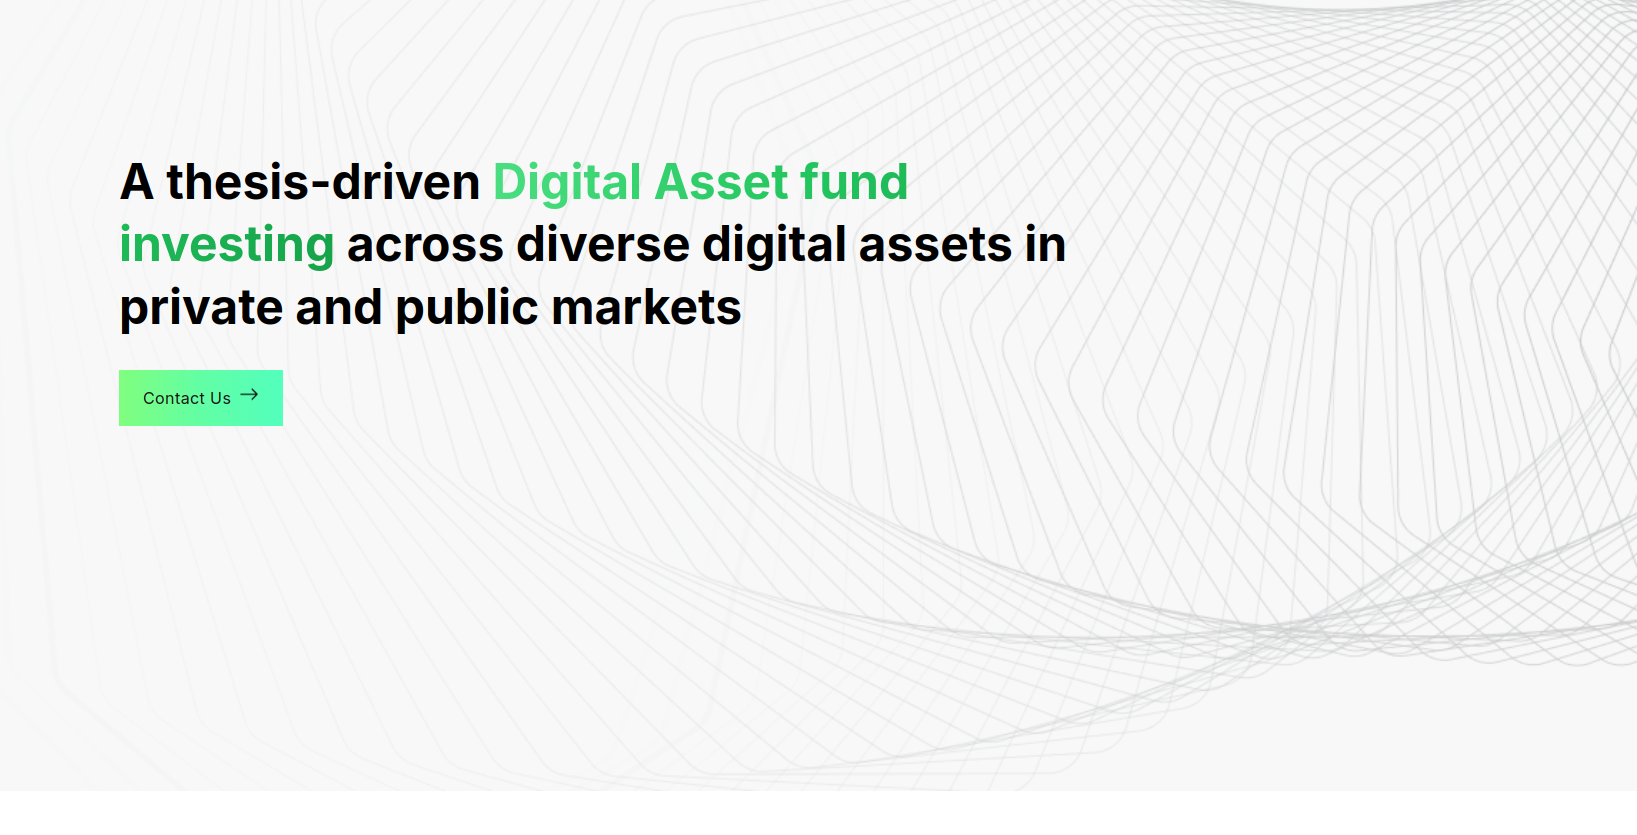 A thesis-driven Digital Asset fund
investing across diverse digital assets in
private and public markets
Contact Us →